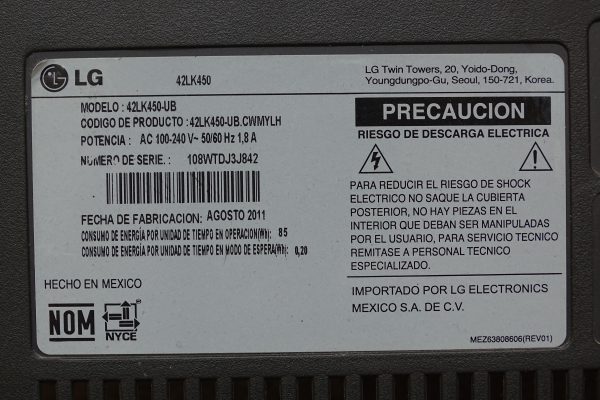 LG
42LK450
LG Twin Towers, 20, Yoido-Dong,
Youngdungpo-Gu, Seoul, 150-721, Korea.
MODELO : 42LK450-UB
CODIGO DE PRODUCTO :42LK450-UB.CWMYLH
POTENCIA : AC 100-240 V~ 50/60 Hz 1,8 A
NUMERO DE SERIE. : 108WTDJ3J842
FECHA DE FABRICACION: AGOSTO 2011
CONSUMO DE ENERGÍA POR UNIDAD DE TIEMPO EN OPERACION(Wh): 85
CONSUMO DE ENERGÍA POR UNIDAD DE TIEMPO EN MODO DE ESPERA(Wh): 0,20
HECHO EN MEXICO
NOM
NYCE
PRECAUCION
RIESGO DE DESCARGA ELECTRICA
PARA REDUCIR EL RIESGO DE SHOCK
ELECTRICO NO SAQUE LA CUBIERTA
POSTERIOR, NO HAY PIEZAS EN EL
INTERIOR QUE DEBAN SER MANIPULADAS
POR EL USUARIO, PARA SERVICIO TECNICO
REMITASE A PERSONAL TECNICO
ESPECIALIZADO.
IMPORTADO POR LG ELECTRONICS
MEXICO S.A. DE C.V.
MEZ63808606(REV01)